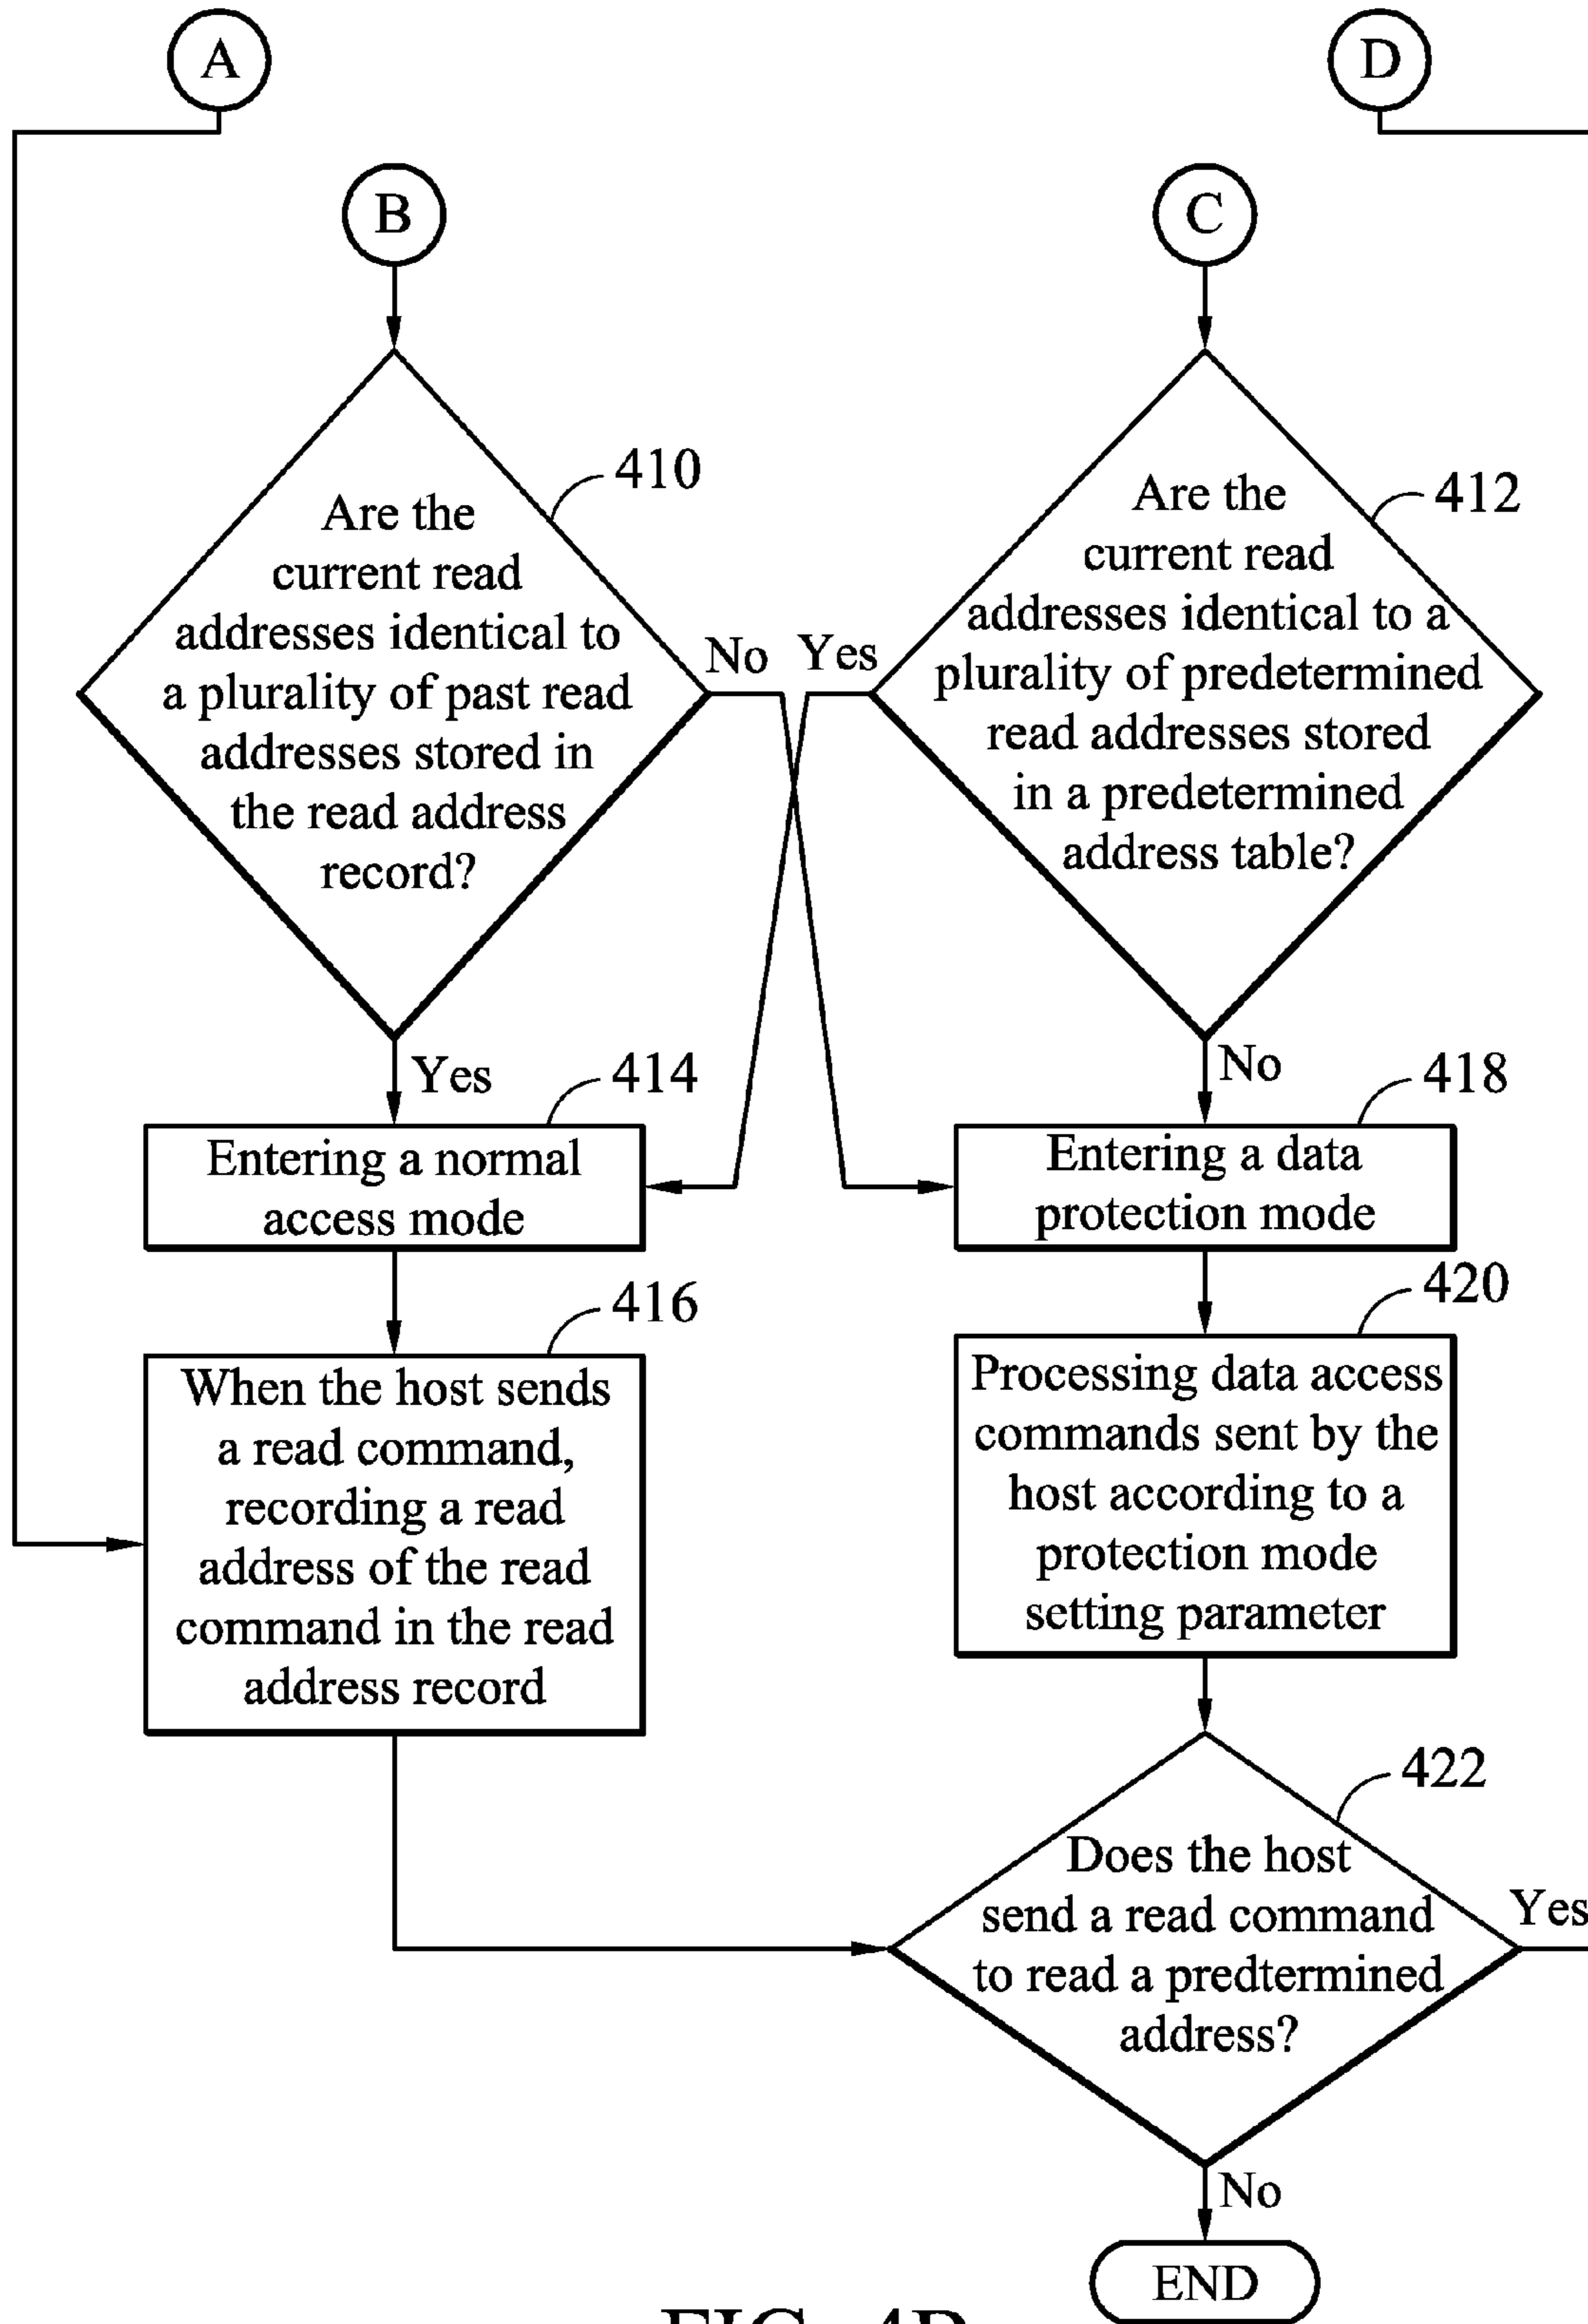 A
D
B
C
410
Are the
current read
addresses identical to
a plurality of past read
addresses stored in
the read address
record?
412
Are the
current read
addresses identical to a
plurality of predetermined
read addresses stored
in a predetermined
address table?
No
Yes
Yes
414
No
418
Entering a normal
access mode
Entering a data
protection mode
416
When the host sends
a read command,
recording a read
address of the read
command in the read
address record
420
Processing data access
commands sent by the
host according to a
protection mode
setting parameter
422
Does the host
send a read command
to read a predtermined
address?
Yes
No
END
FIG. 4B